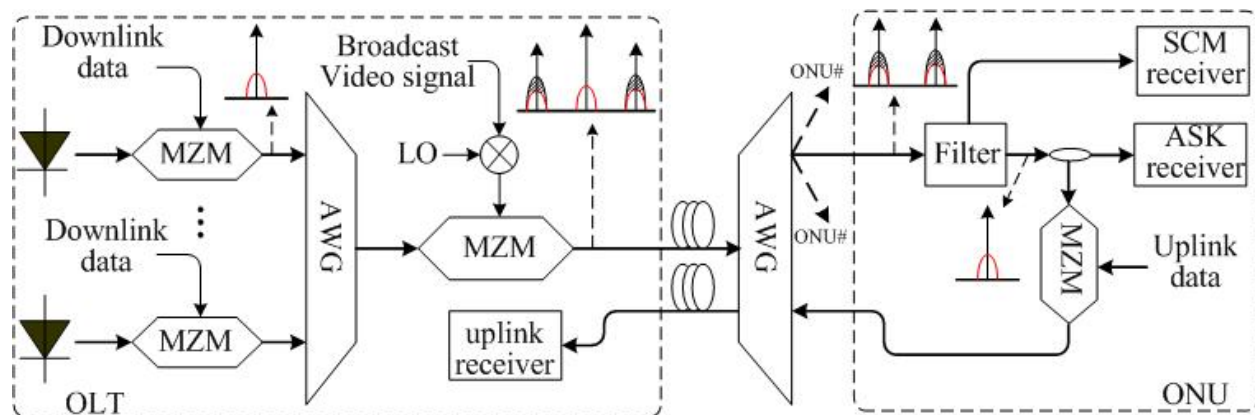 Downlink
data
MZM
Downlink
data
MZM
OLT
AWG
Broadcast
Video signal
LO
MZM
uplink
receiver
AWG
ONU#
ONU#
Filter
SCM
receiver
ASK
receiver
MZM
Uplink
data
ONU